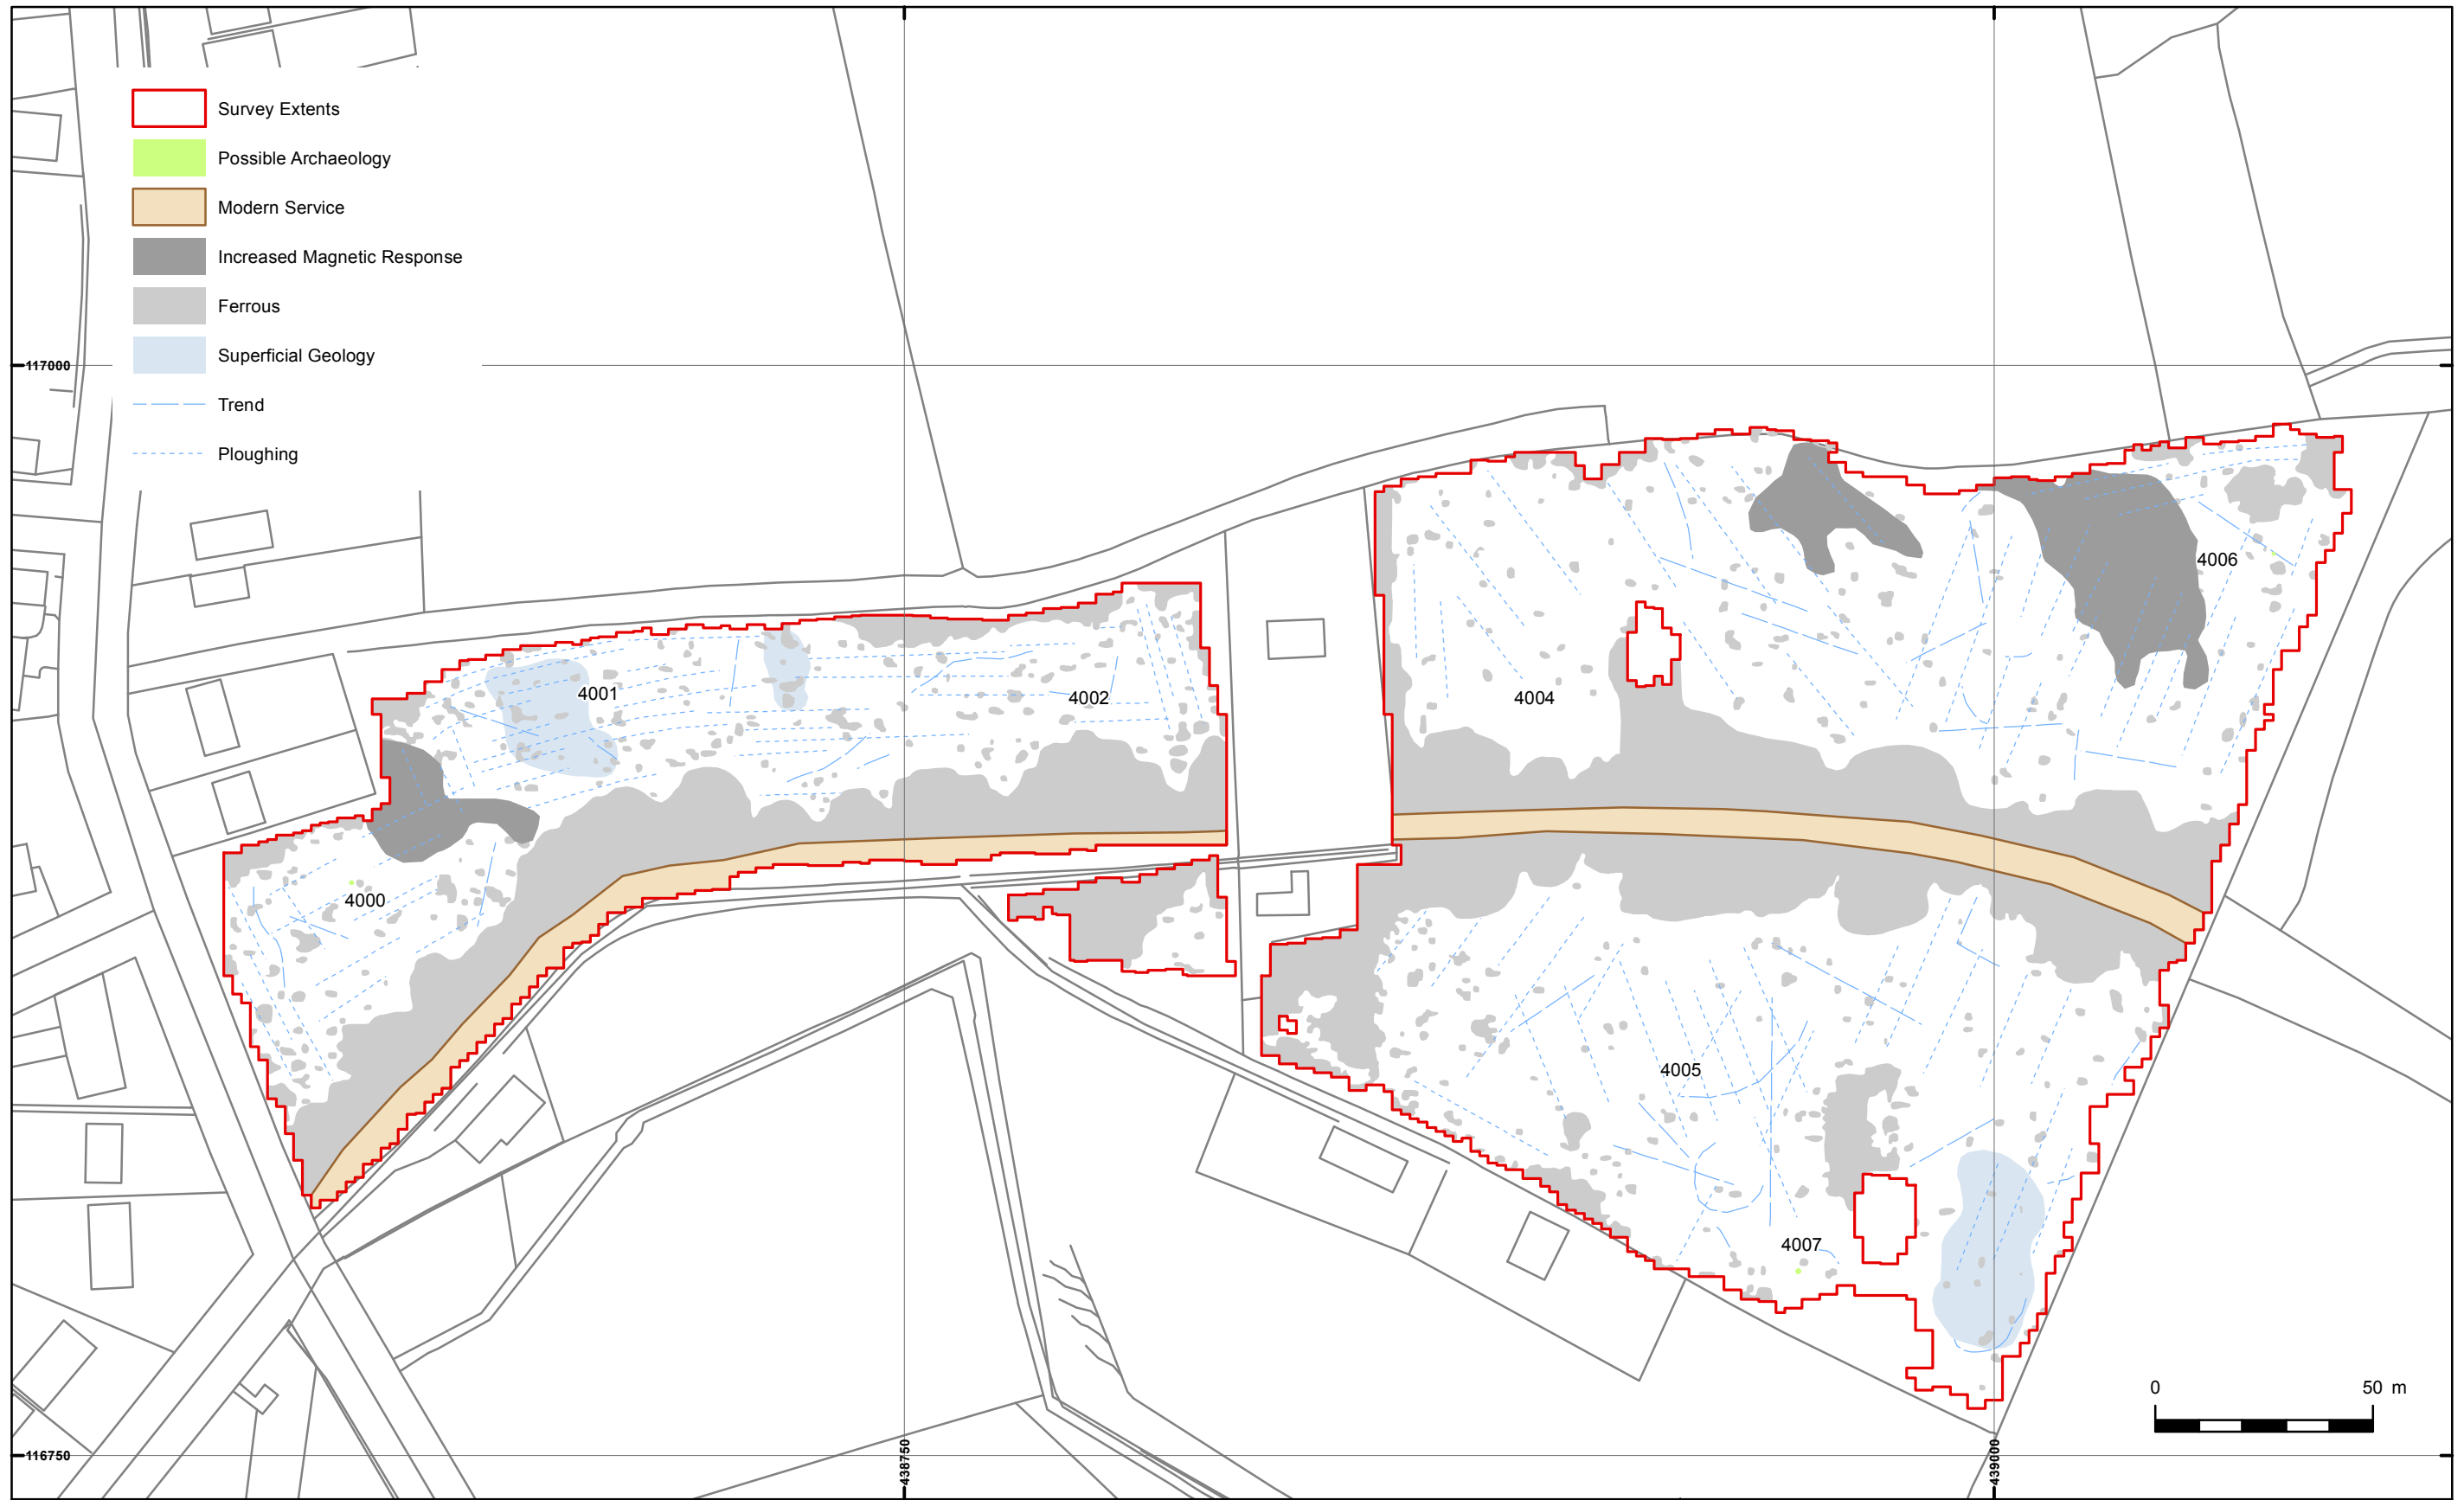 Survey Extents
Possible Archaeology
Modern Service
Increased Magnetic Response
Ferrous
Superficial Geology
117000
Trend
Ploughing
4006
4001
4002
4004
4000
4005
4007
0 50 m
116750
438750
439000